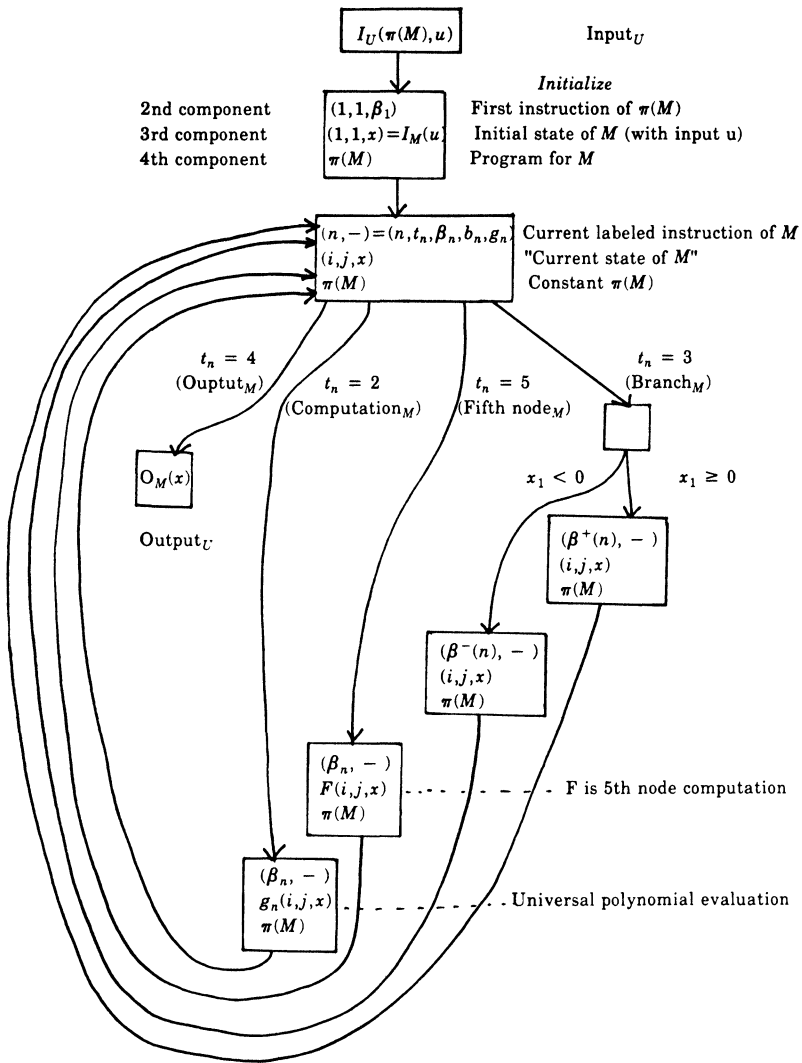 I_U(π(M),u) Input_U
Initialize
2nd component (1,1,β₁) First instruction of π(M)
3rd component (1,1,x)=I_M(u) Initial state of M (with input u)
4th component π(M) Program for M
(n,−)=(n,t_n,β_n,b_n,g_n) Current labeled instruction of M
(i,j,x) "Current state of M"
π(M) Constant π(M)
t_n = 4
(Ouptut_M)
t_n = 2
(Computation_M)
t_n = 5
(Fifth node_M)
t_n = 3
(Branch_M)
O_M(x)
Output_U
x₁ < 0
x₁ ≥ 0
(β⁺(n), − )
(i,j,x)
π(M)
(β⁻(n), − )
(i,j,x)
π(M)
(β_n, − )
F(i,j,x) F is 5th node computation
π(M)
(β_n, − )
g_n(i,j,x) Universal polynomial evaluation
π(M)